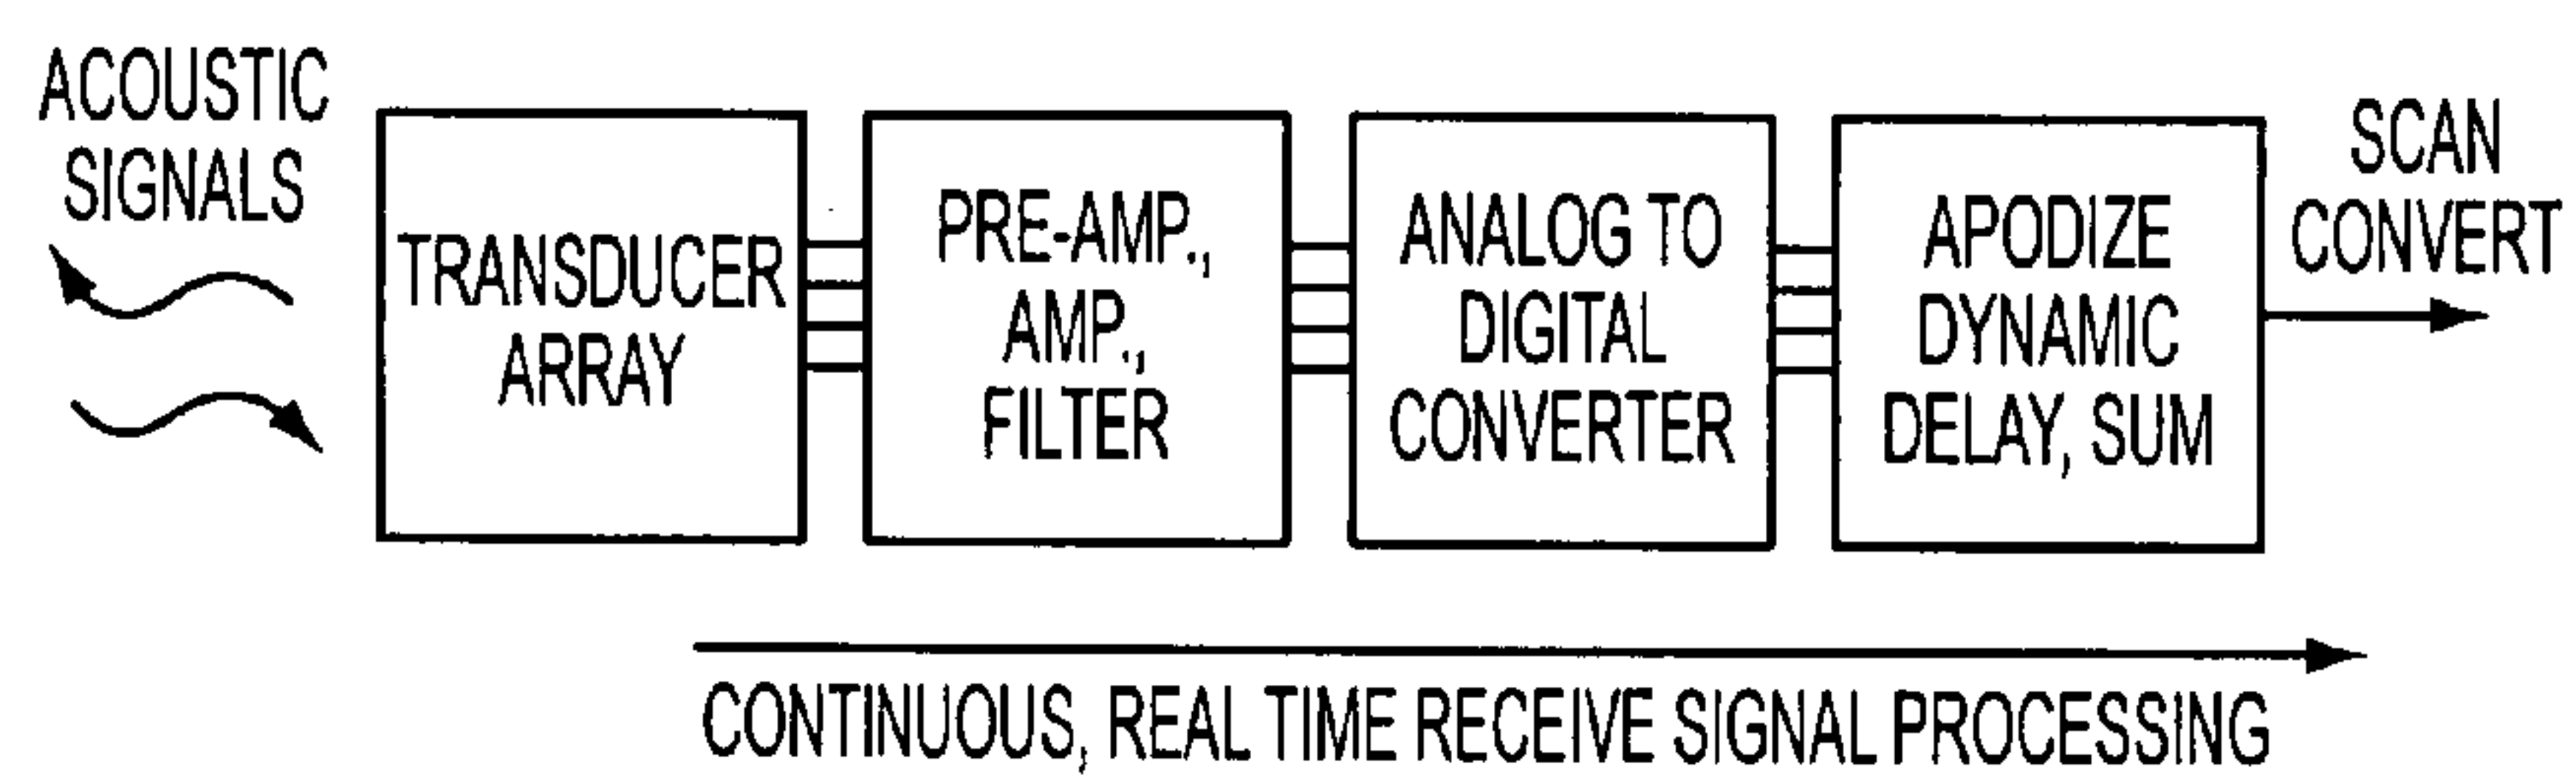 ACOUSTIC
SIGNALS
TRANSDUCER
ARRAY
PRE-AMP.,
AMP.,
FILTER
ANALOG TO
DIGITAL
CONVERTER
APODIZE
DYNAMIC
DELAY, SUM
SCAN
CONVERT
CONTINUOUS, REAL TIME RECEIVE SIGNAL PROCESSING